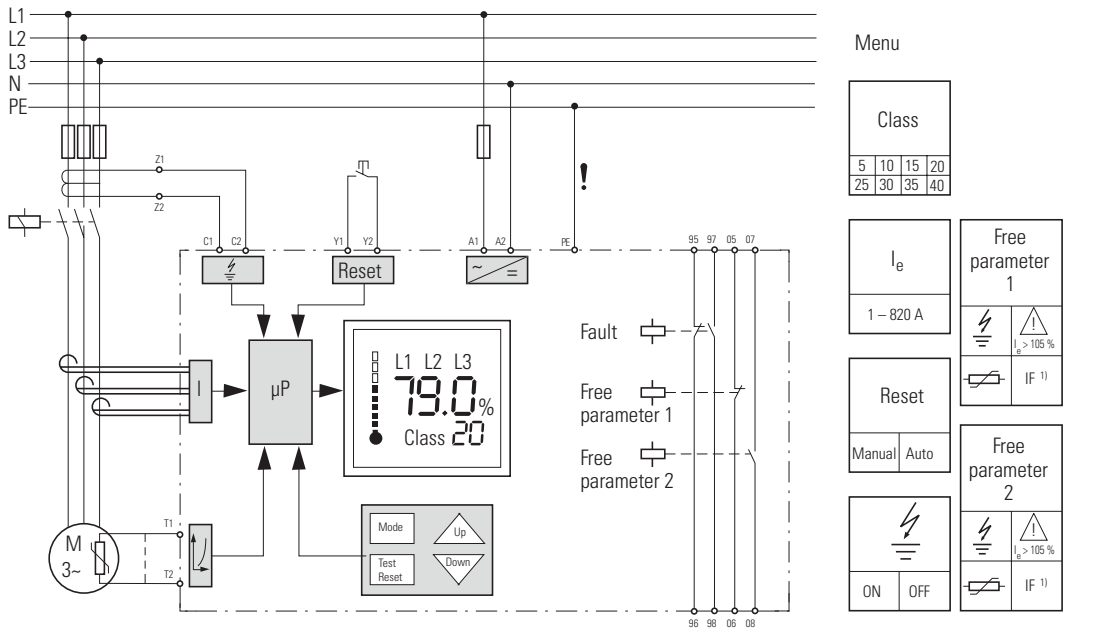 L1
L2
L3
N
PE
Z1
Z2
!
C1 C2
Y1 Y2
A1 A2
PE
95 97 05 07
Reset
~ =
I
µP
L1 L2 L3
79.0%
Class 20
Fault
Free
parameter 1
Free
parameter 2
Mode
Up
Test
Reset
Down
T1
T2
M
3~
96 98 06 08
Menu
Class
5 10 15 20
25 30 35 40
Ie
1 – 820 A
Reset
Manual Auto
ON OFF
Free
parameter
1
!
Ie > 105 %
IF 1)
Free
parameter
2
!
Ie > 105 %
IF 1)